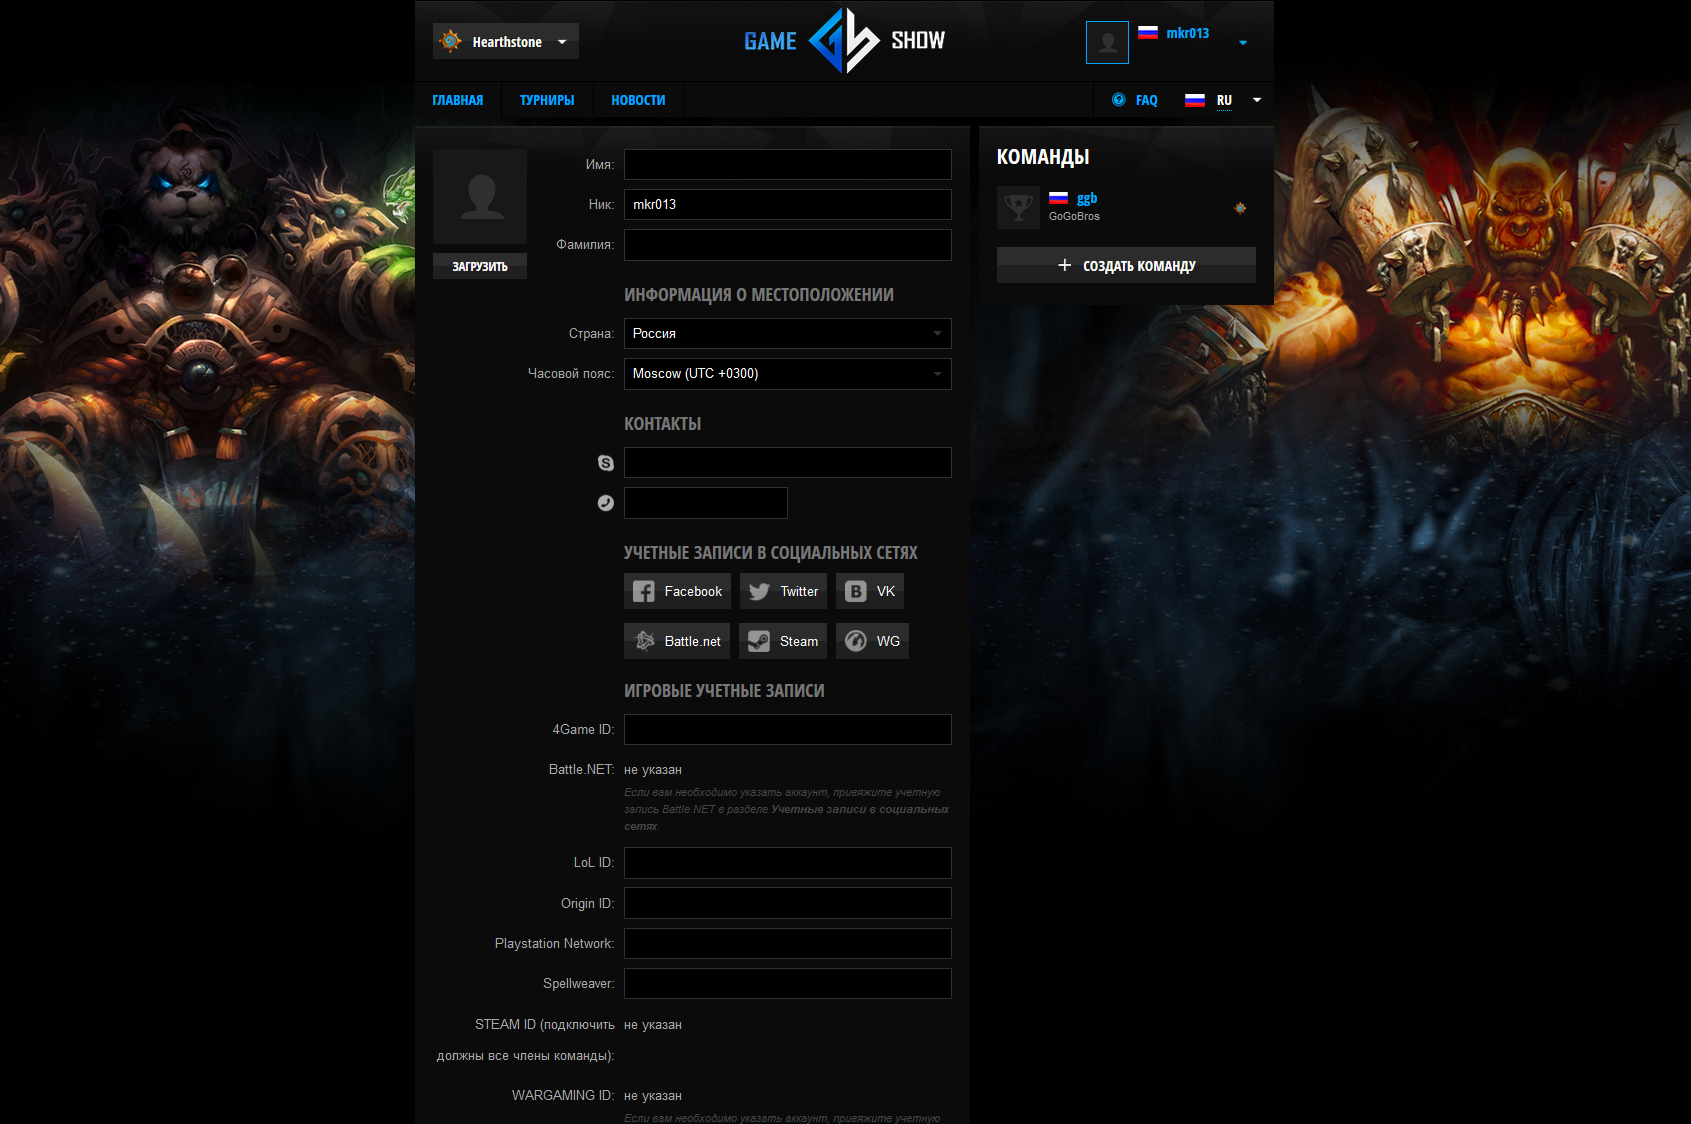 Hearthstone
GAME SHOW
mkr013
ГЛАВНАЯ
ТУРНИРЫ
НОВОСТИ
FAQ
RU
ЗАГРУЗИТЬ
Имя:
Ник: mkr013
Фамилия:
ИНФОРМАЦИЯ О МЕСТОПОЛОЖЕНИИ
Страна: Россия
Часовой пояс: Moscow (UTC +0300)
КОНТАКТЫ
УЧЕТНЫЕ ЗАПИСИ В СОЦИАЛЬНЫХ СЕТЯХ
Facebook
Twitter
VK
Battle.net
Steam
WG
ИГРОВЫЕ УЧЕТНЫЕ ЗАПИСИ
4Game ID:
Battle.NET: не указан
Если вам необходимо указать аккаунт, привяжите учетную
запись Battle.NET в разделе Учетные записи в социальных
сетях.
LoL ID:
Origin ID:
Playstation Network:
Spellweaver:
STEAM ID (подключить не указан
должны все члены команды):
WARGAMING ID: не указан
Если вам необходимо указать аккаунт, привяжите учетную
КОМАНДЫ
ggb
GoGoBros
СОЗДАТЬ КОМАНДУ